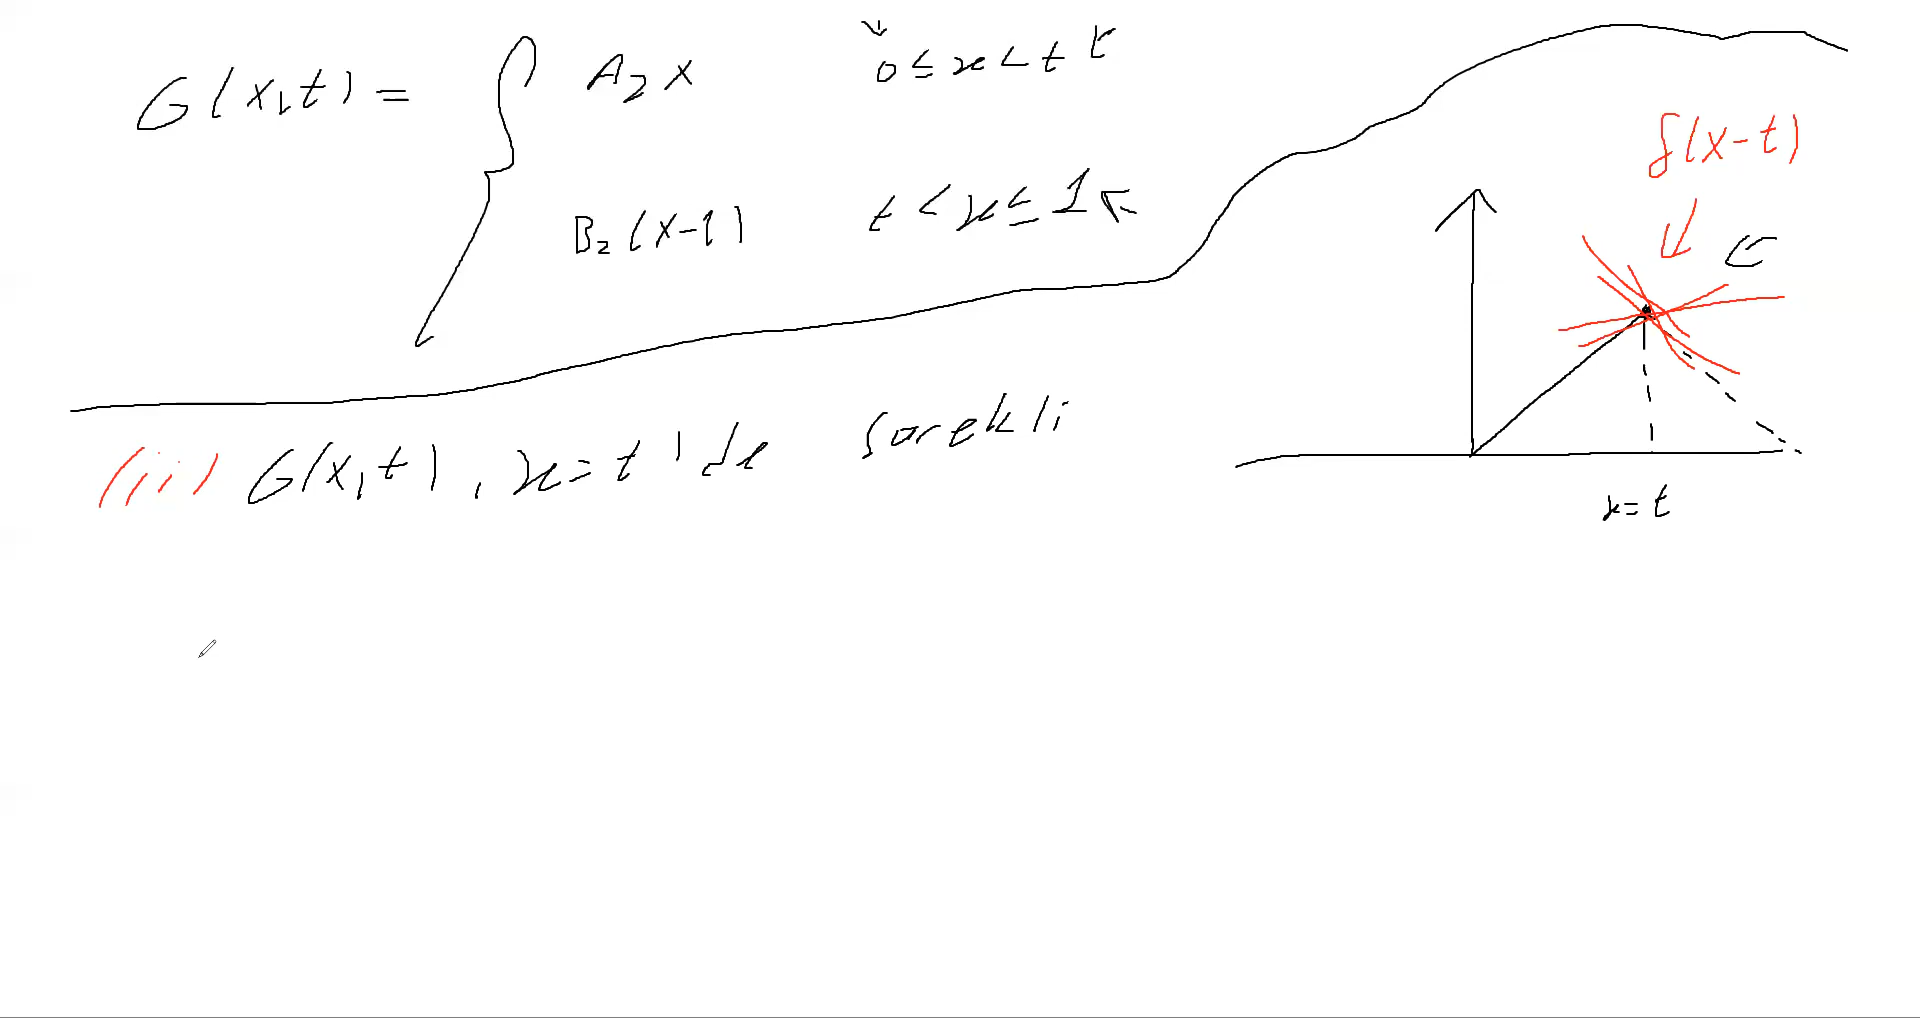 G(x,t) = { A₂x 0 ≤ x < t
B₂(x-1) t < x ≤ 1
δ(x-t)
(ii) G(x,t), x=t'de sürekli
x=t